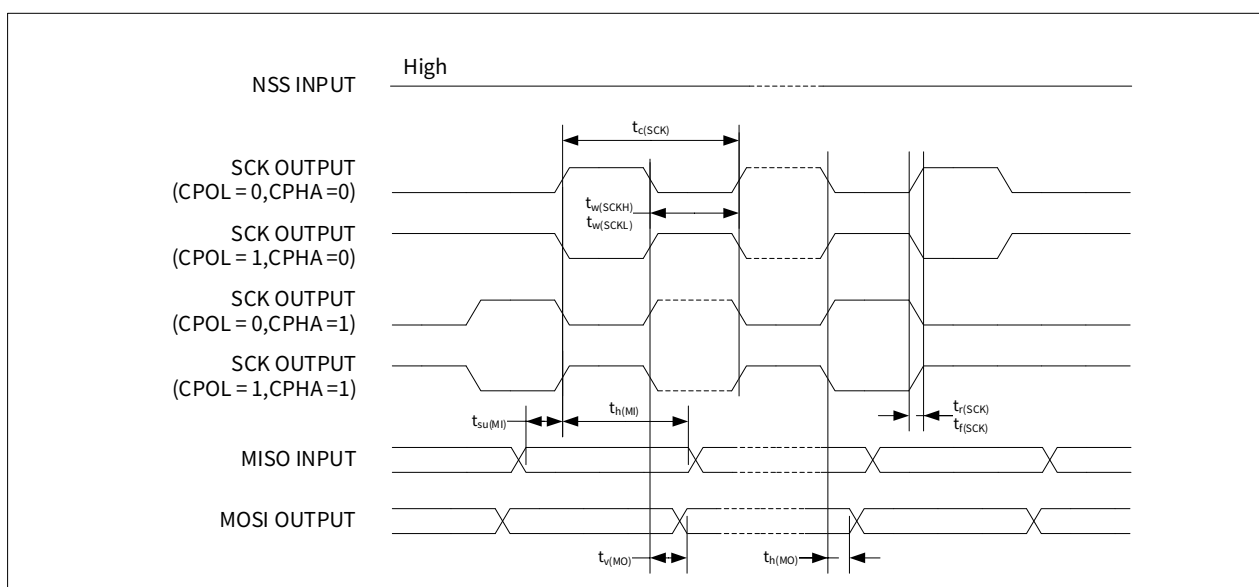 High
NSS INPUT
tc(SCK)
SCK OUTPUT
(CPOL = 0,CPHA =0)
tw(SCKH)
tw(SCKL)
SCK OUTPUT
(CPOL = 1,CPHA =0)
SCK OUTPUT
(CPOL = 0,CPHA =1)
SCK OUTPUT
(CPOL = 1,CPHA =1)
tsu(MI)
th(MI)
tr(SCK)
tf(SCK)
MISO INPUT
MOSI OUTPUT
tv(MO)
th(MO)